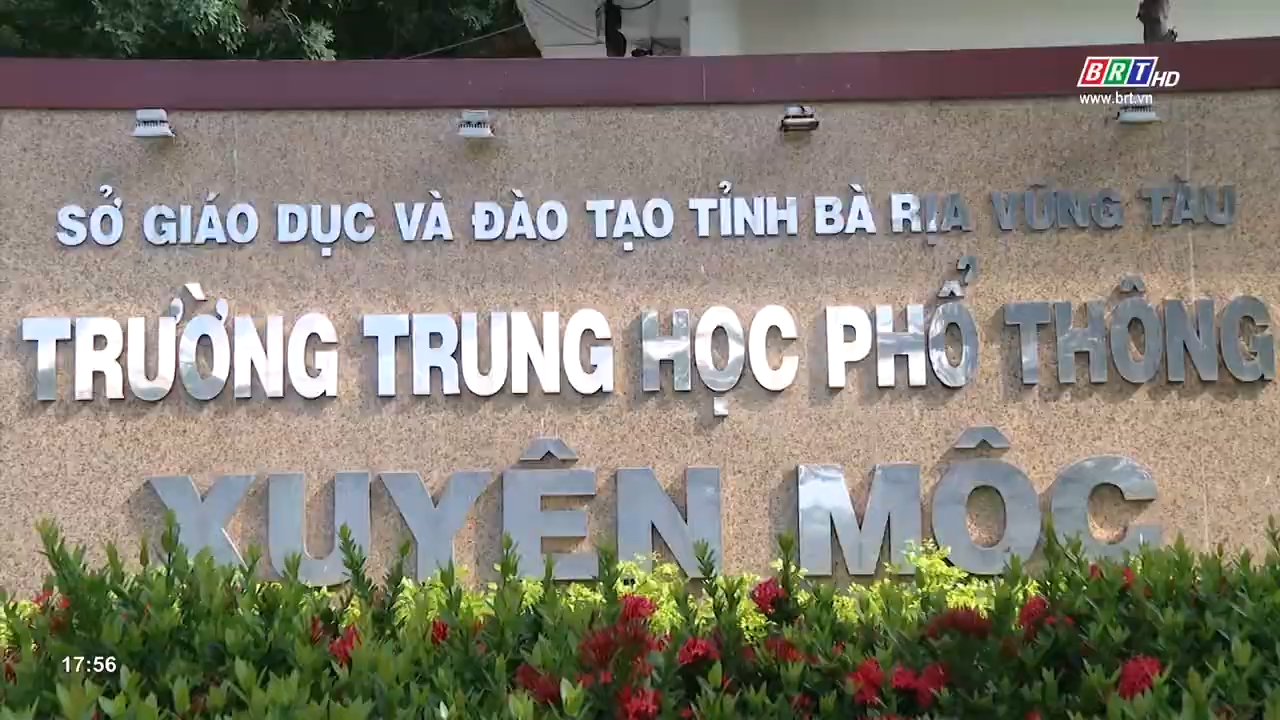 BRT HD
www.brt.vn
SỞ GIÁO DỤC VÀ ĐÀO TẠO TỈNH BÀ RỊA VŨNG TÀU
TRƯỜNG TRUNG HỌC PHỔ THÔNG
XUYÊN MỘC
17:56